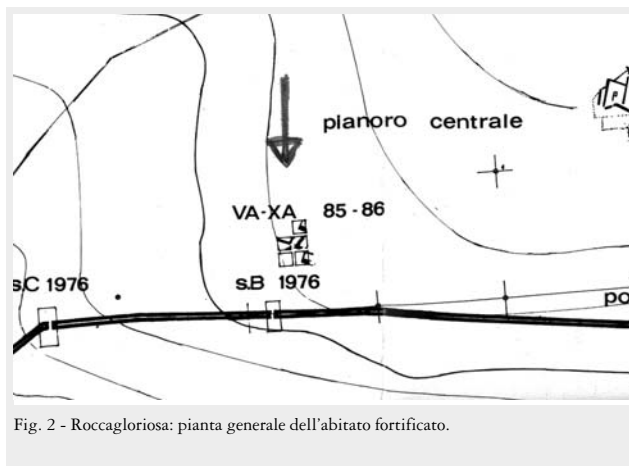 planoro centrale
P
VA-XA 85-86
s.C 1976
s.B 1976
po
Fig. 2 - Roccagloriosa: pianta generale dell'abitato fortificato.